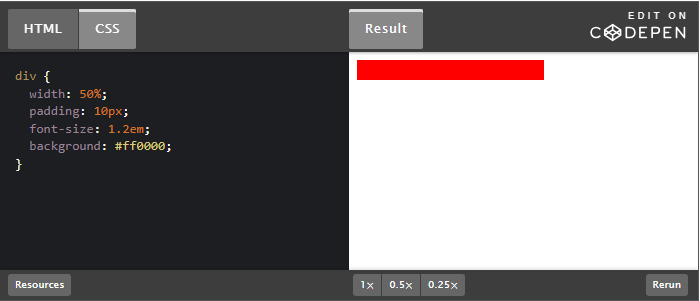 HTML CSS Result EDIT ON
CODEPEN
div {
width: 50%;
padding: 10px;
font-size: 1.2em;
background: #ff0000;
}
Resources 1× 0.5× 0.25× Rerun